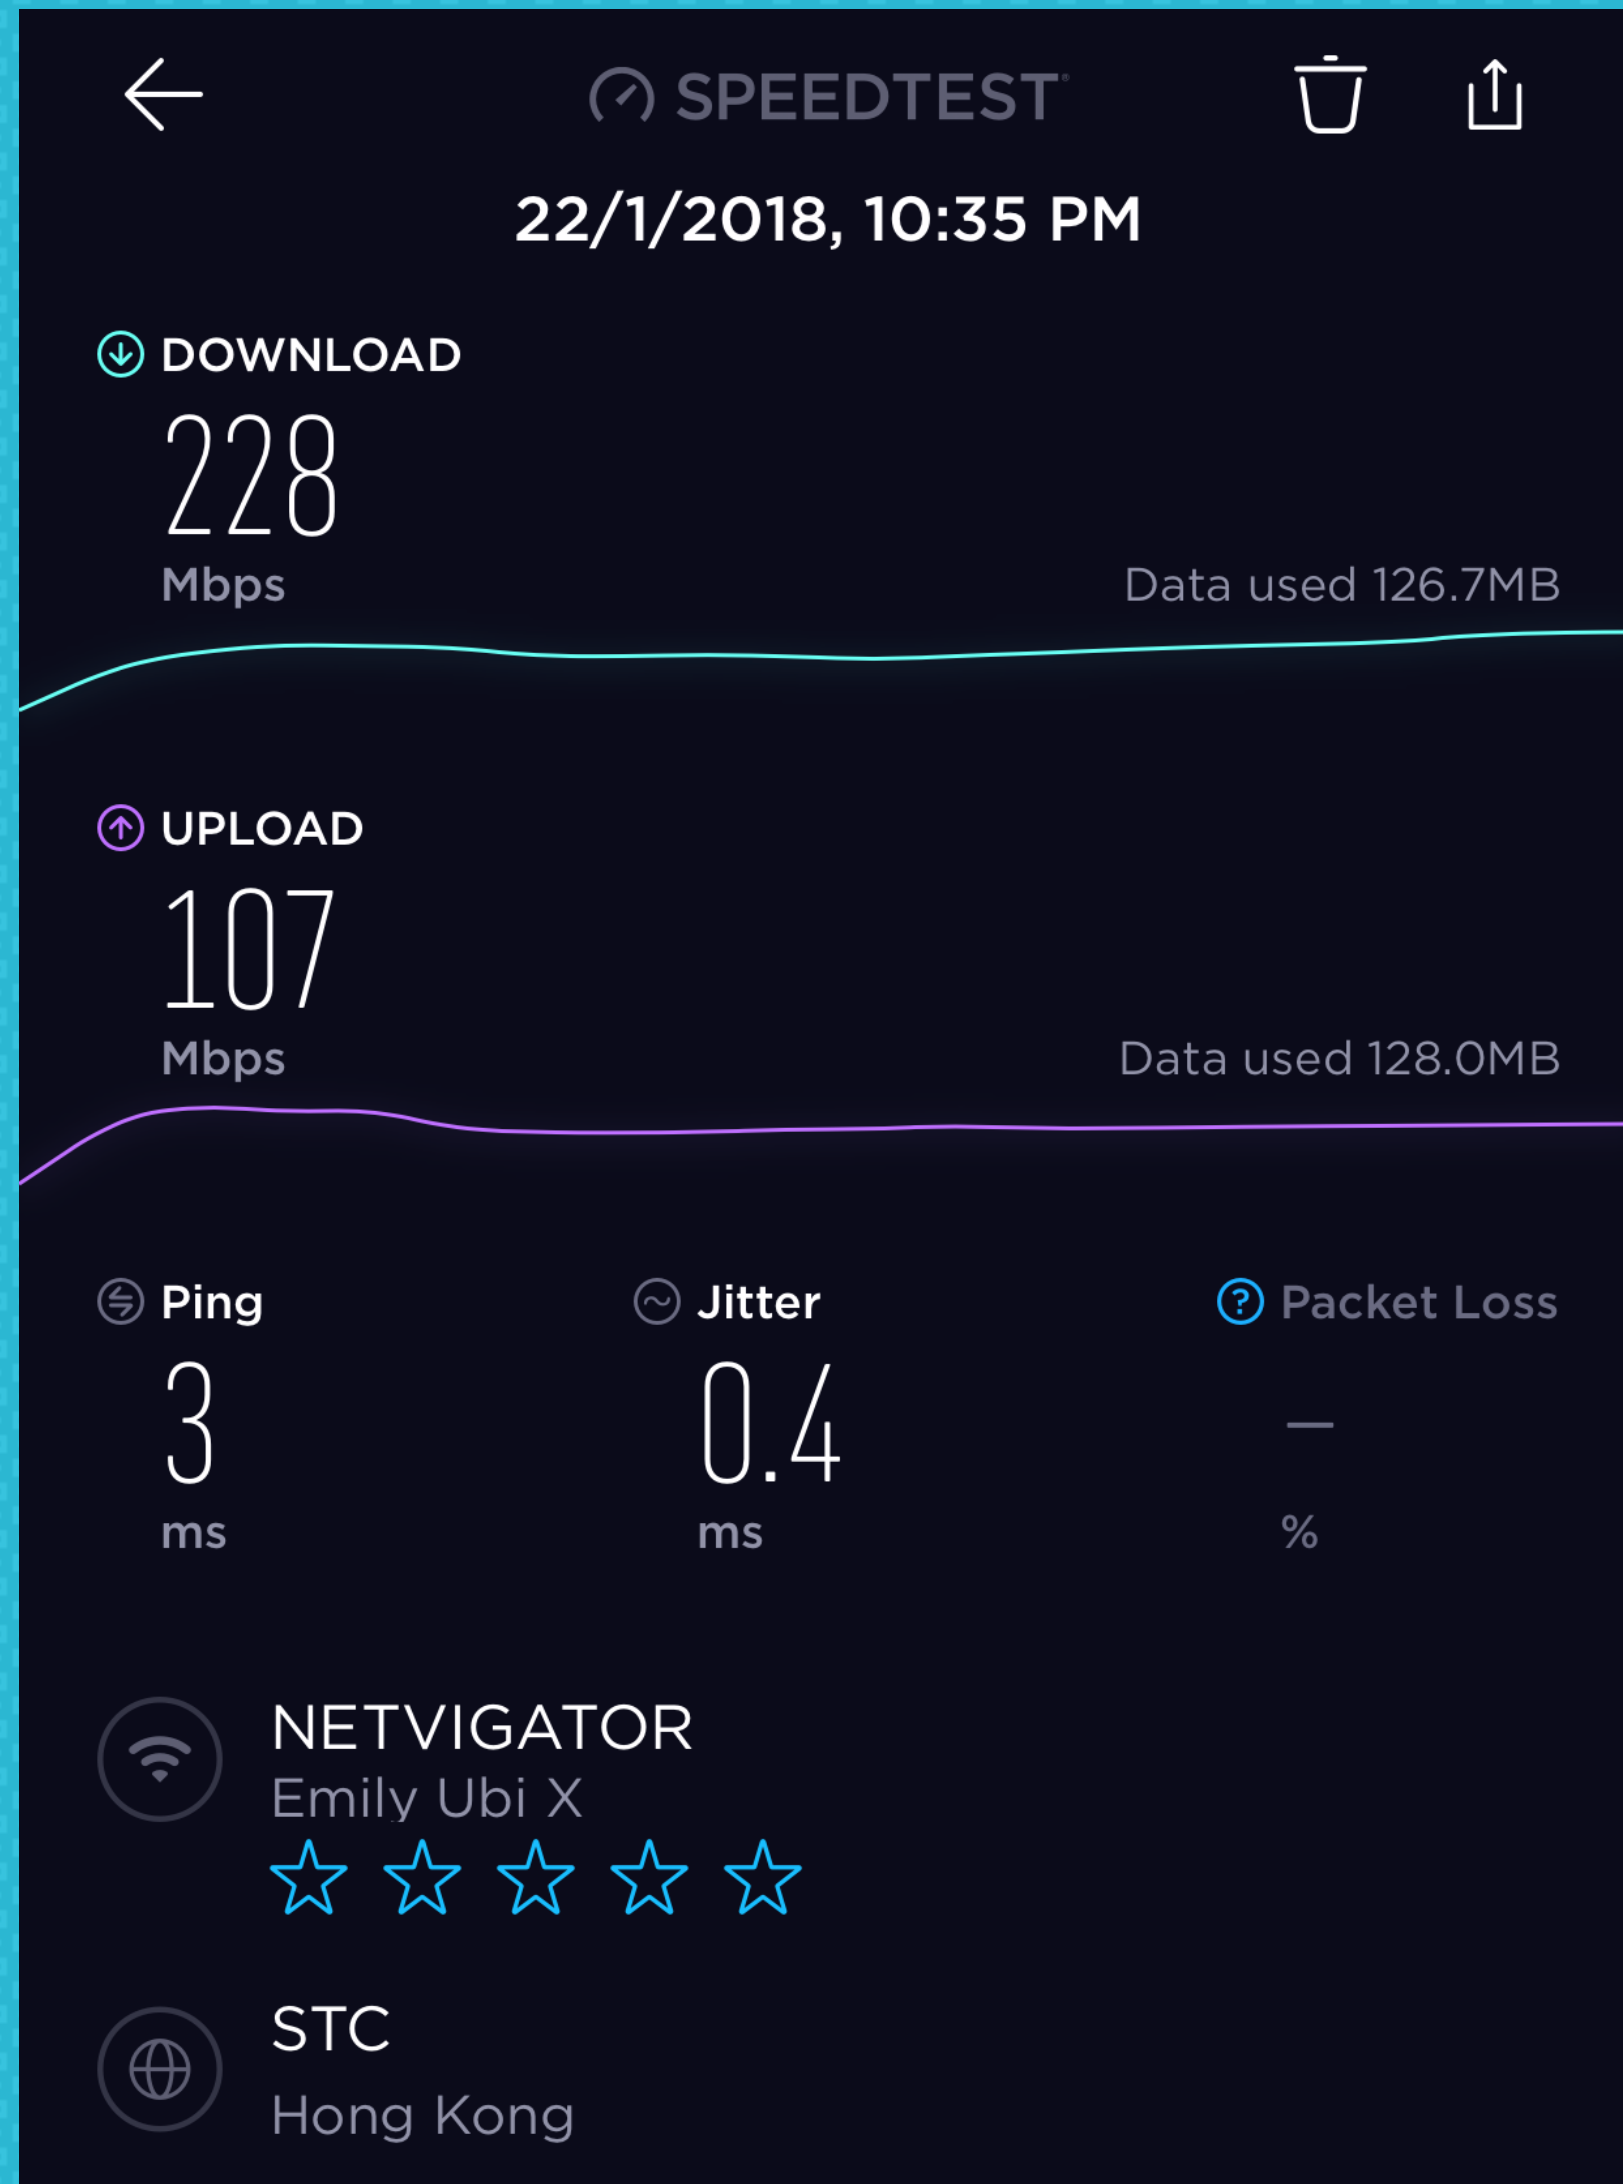 SPEEDTEST®
22/1/2018, 10:35 PM
DOWNLOAD
228
Mbps
Data used 126.7MB
UPLOAD
107
Mbps
Data used 128.0MB
Ping
Jitter
? Packet Loss
3
0.4
—
ms
ms
%
NETVIGATOR
Emily Ubi X
STC
Hong Kong